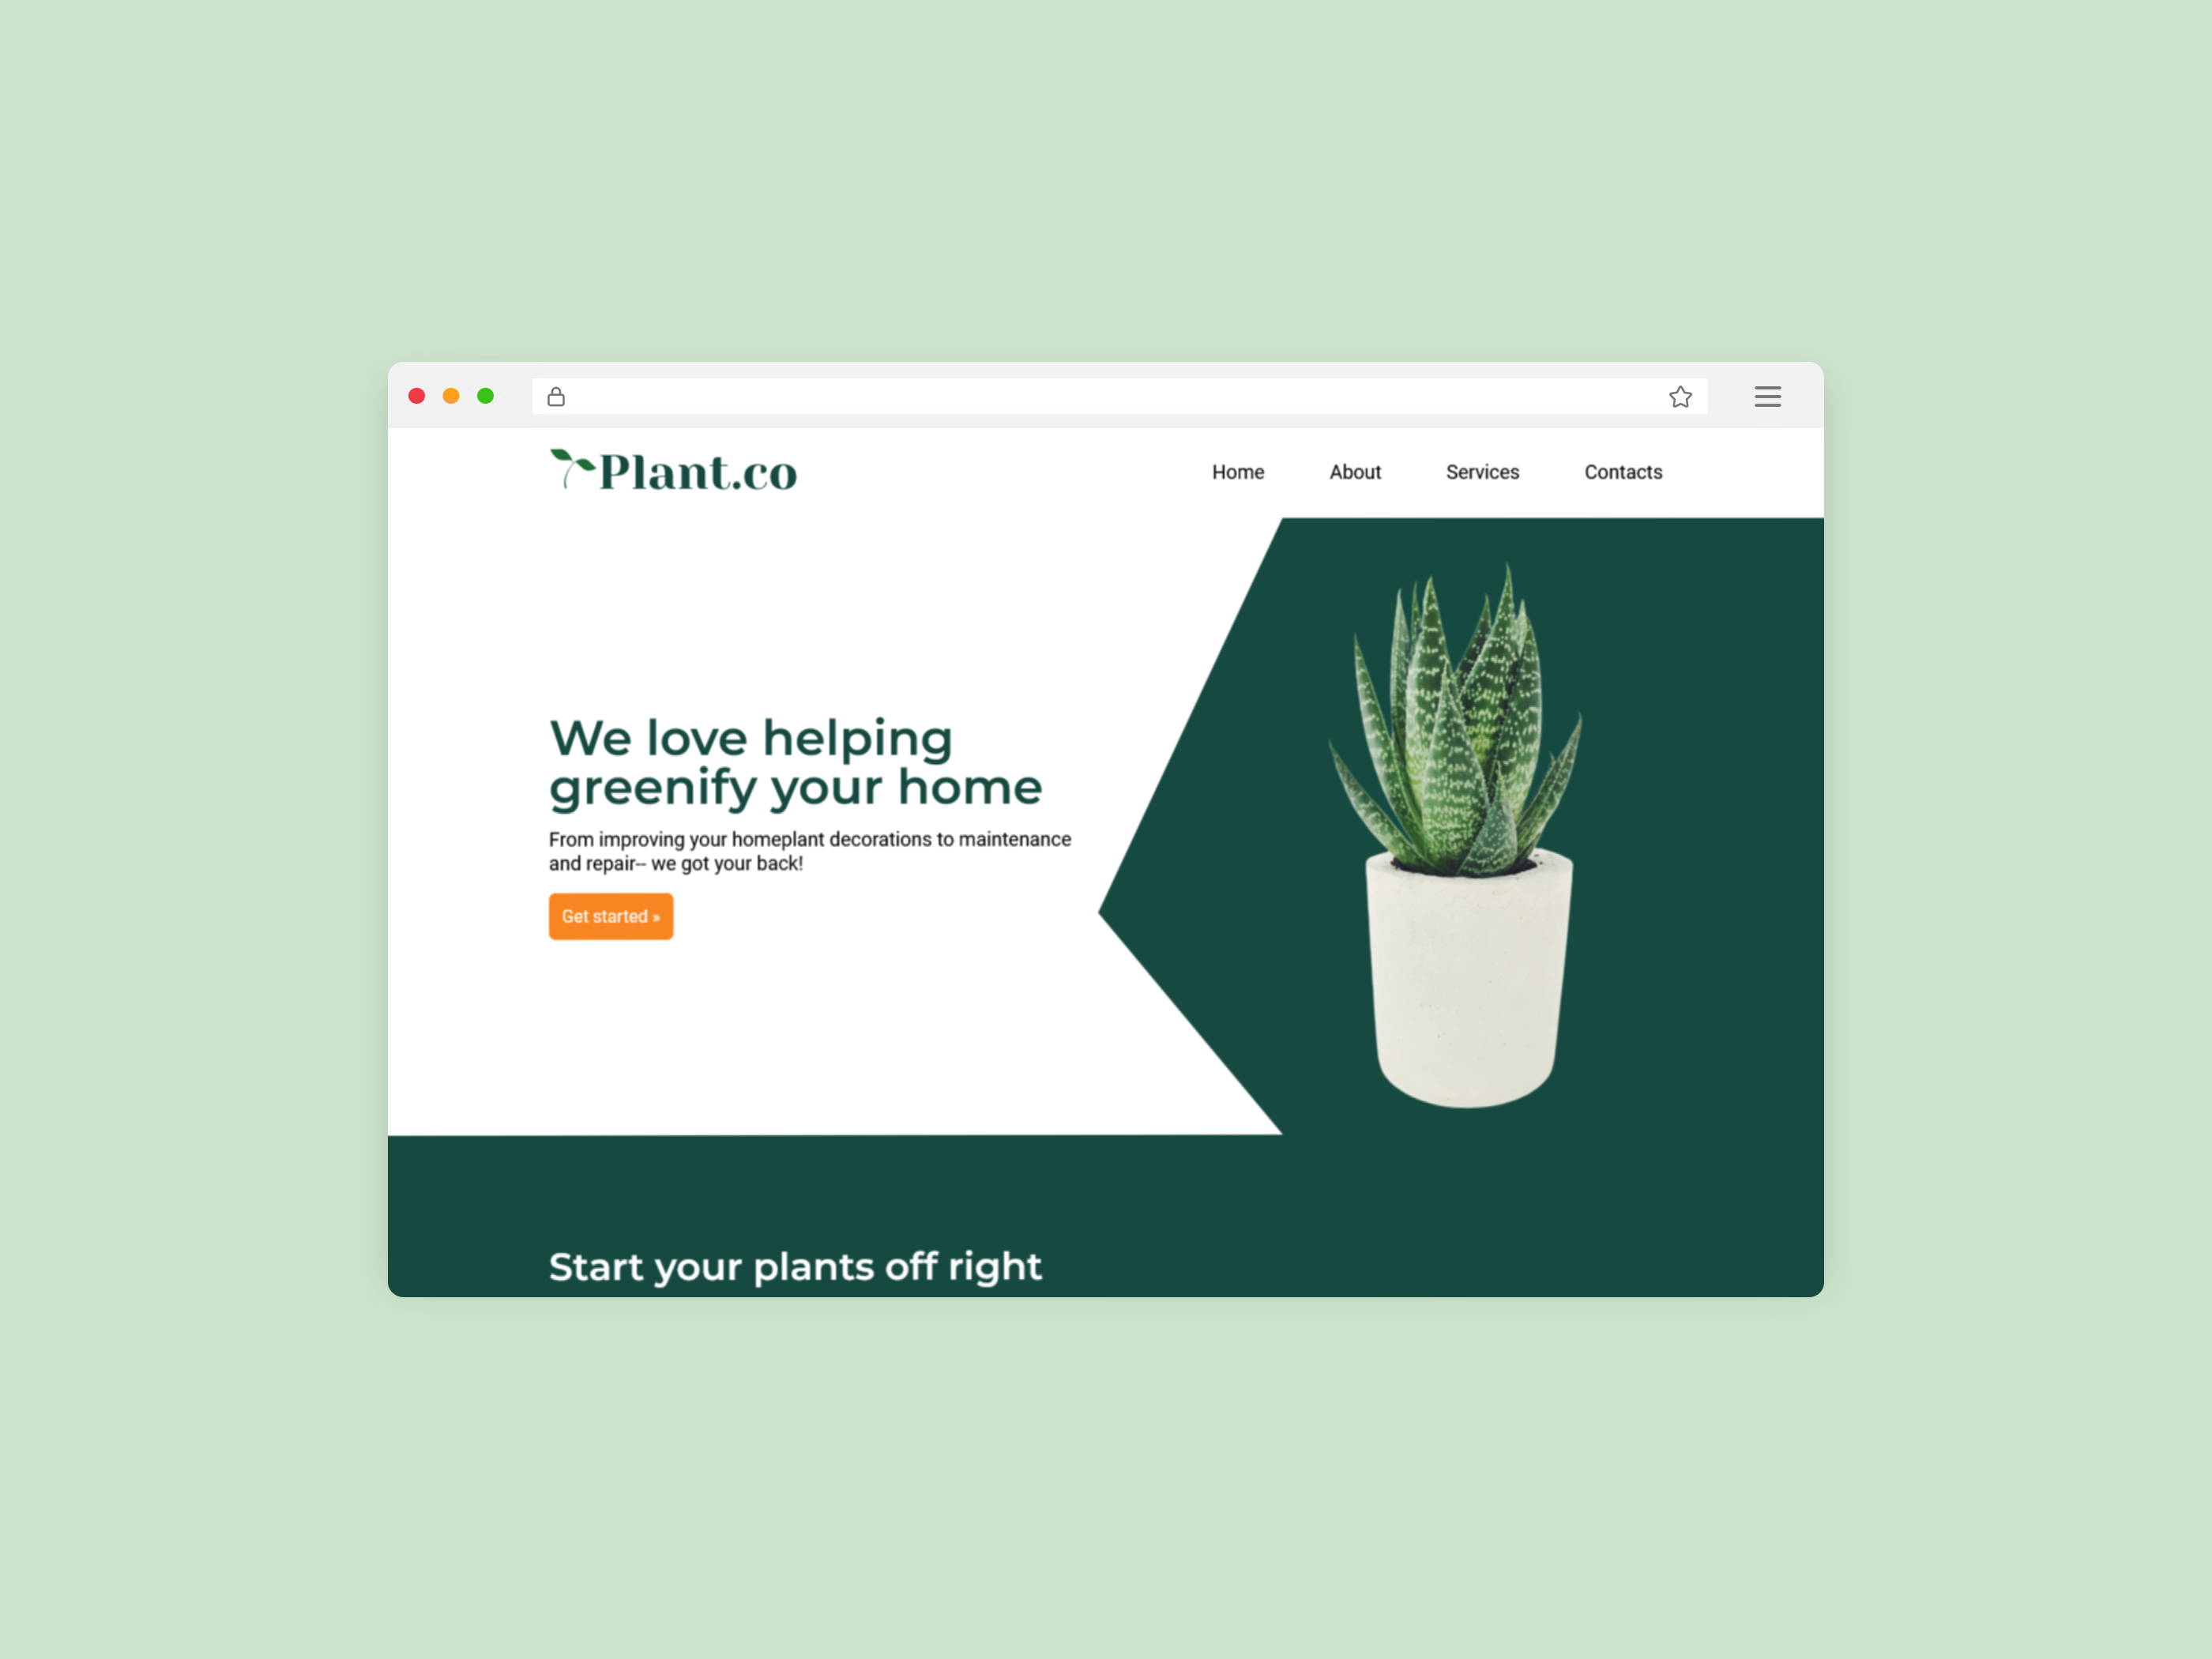 Plant.co
Home About Services Contacts
We love helping
greenify your home
From improving your homeplant decorations to maintenance
and repair-- we got your back!
Get started »
Start your plants off right